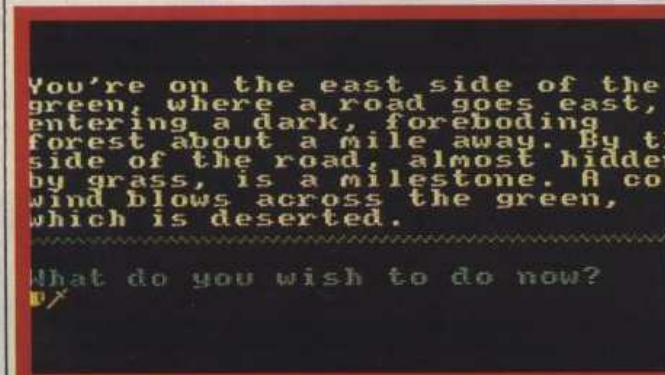 You're on the east side of the
green, where a road goes east,
entering a dark, foreboding
forest about a mile away. By
side of the road, almost
by grass, is a milestone. A
wind blows across the green,
which is deserted.
What do you wish to do now?